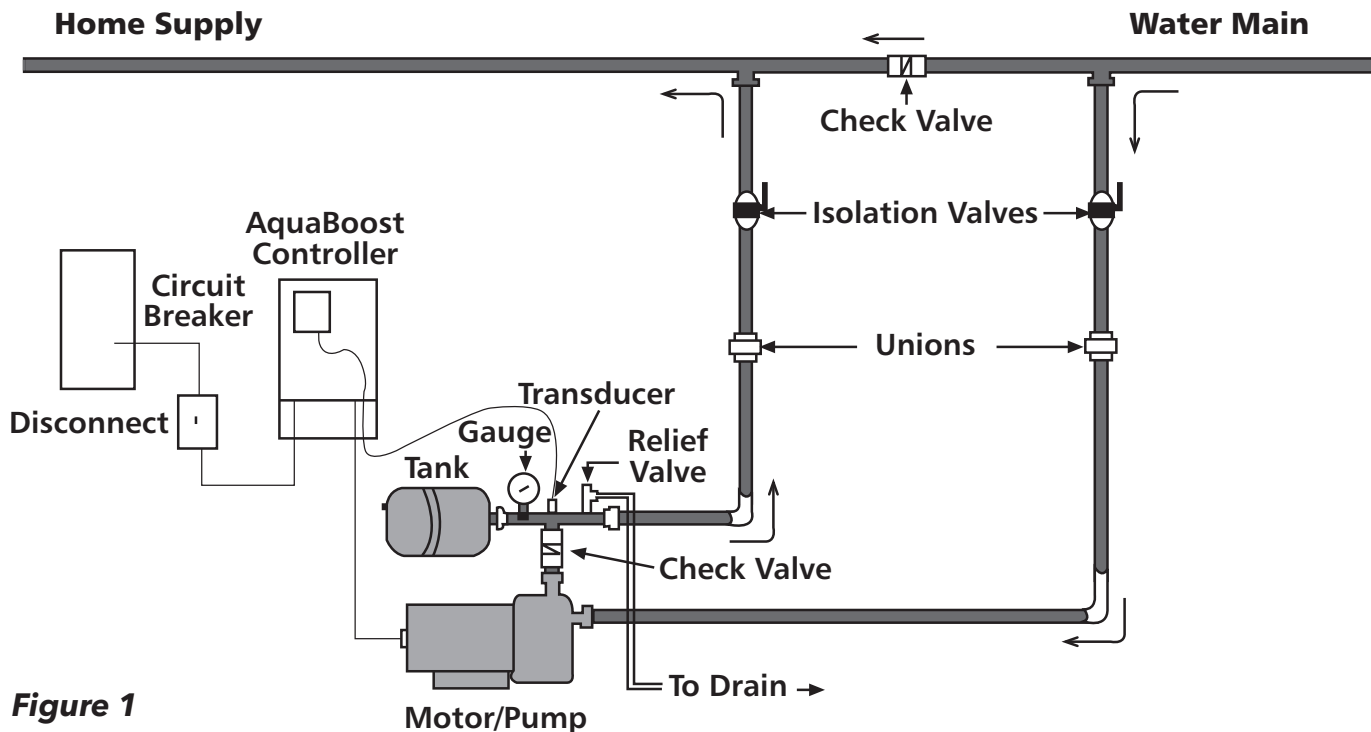 Home Supply
Water Main
Check Valve
Isolation Valves
AquaBoost
Controller
Circuit
Breaker
Unions
Transducer
Disconnect
Gauge
Relief
Valve
Tank
Check Valve
To Drain
Figure 1
Motor/Pump